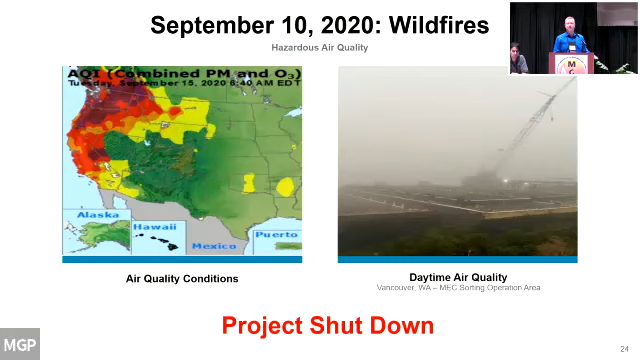 September 10, 2020: Wildfires
Hazardous Air Quality
AQI (Combined PM and O3)
Tuesday, September 15, 2020 6:40 AM EDT
Alaska
Hawaii
Mexico
Puerto
Air Quality Conditions
Daytime Air Quality
Vancouver, WA – MEC Sorting Operation Area
Project Shut Down
MGP
24